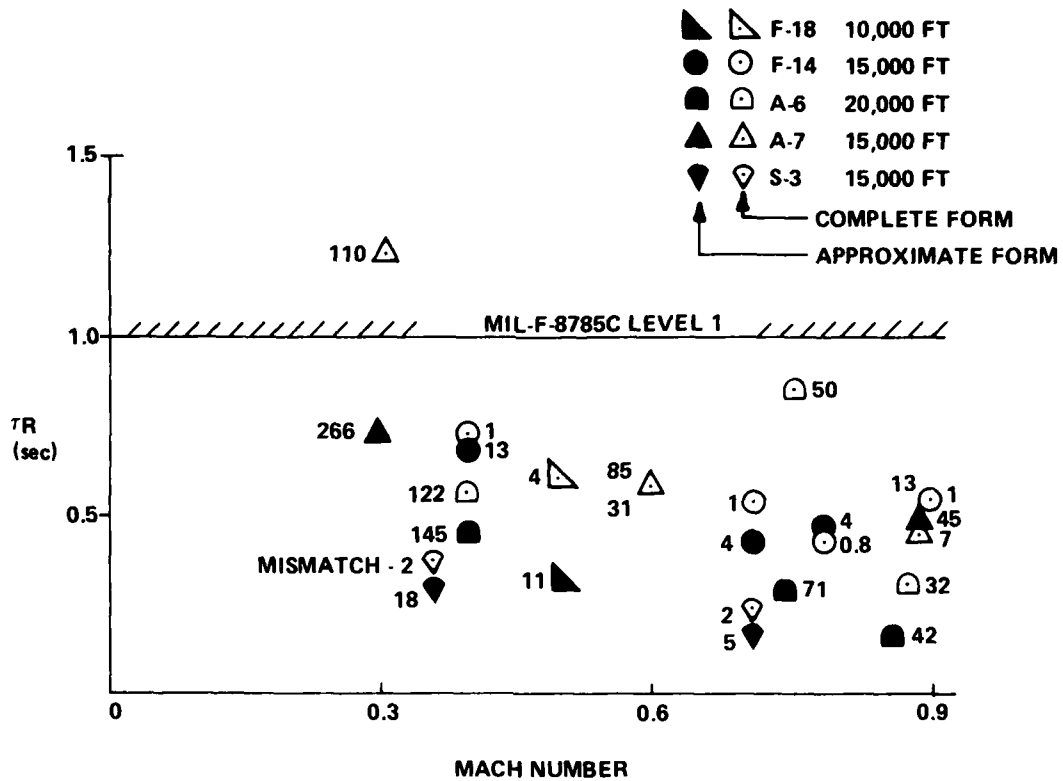 F-18 10,000 FT
F-14 15,000 FT
A-6 20,000 FT
A-7 15,000 FT
S-3 15,000 FT
COMPLETE FORM
APPROXIMATE FORM
1.5
110
MIL-F-8785C LEVEL 1
1.0
50
τR
(sec)
266
1
13
4
85
31
122
1
13
1
0.5
145
4
4
0.8
45
7
MISMATCH - 2
18
11
71
32
2
5
42
0
0.3
0.6
0.9
MACH NUMBER